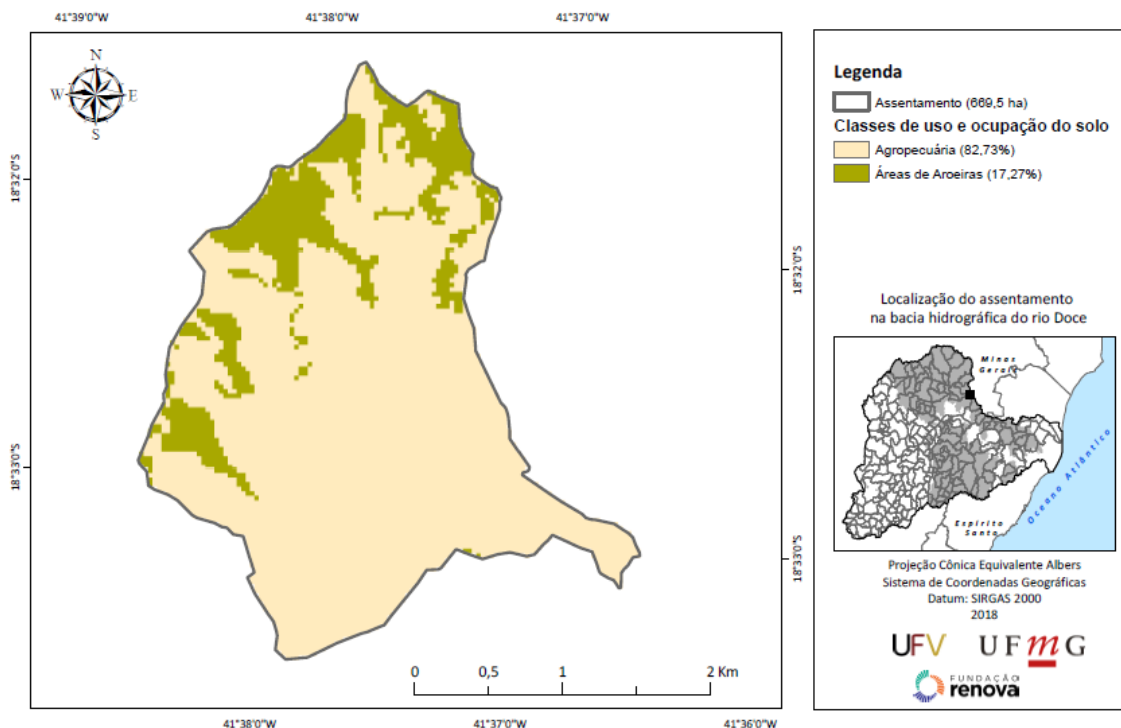 41°39'0"W
41°38'0"W
41°37'0"W
N
W
E
S
18°32'0"S
18°33'0"S
18°32'0"S
18°33'0"S
0
0,5
1
2 Km
41°38'0"W
41°37'0"W
41°36'0"W
Legenda
Assentamento (669,5 ha)
Classes de uso e ocupação do solo
Agropecuária (82,73%)
Áreas de Aroeiras (17,27%)
Localização do assentamento
na bacia hidrográfica do rio Doce
Minas
Gerais
Oceano Atlântico
Espírito
Santo
Projeção Cônica Equivalente Albers
Sistema de Coordenadas Geográficas
Datum: SIRGAS 2000
2018
UFV
UFmG
FUNDAÇÃO
renova